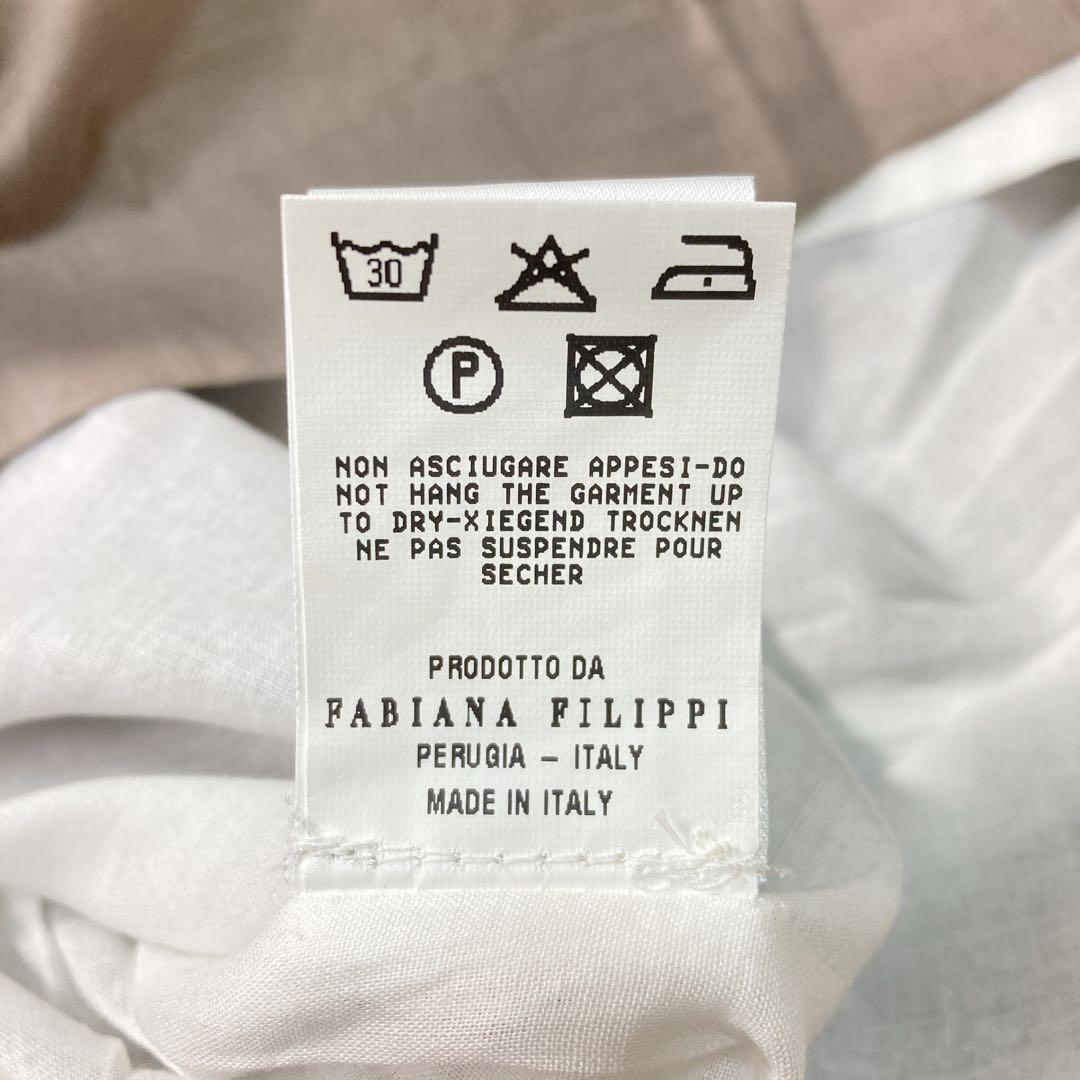 30
P
NON ASCIUGARE APPESI-DO
NOT HANG THE GARMENT UP
TO DRY-XIEGEND TROCKNEN
NE PAS SUSPENDRE POUR
SECHER
PRODOTTO DA
FABIANA FILIPPI
PERUGIA - ITALY
MADE IN ITALY